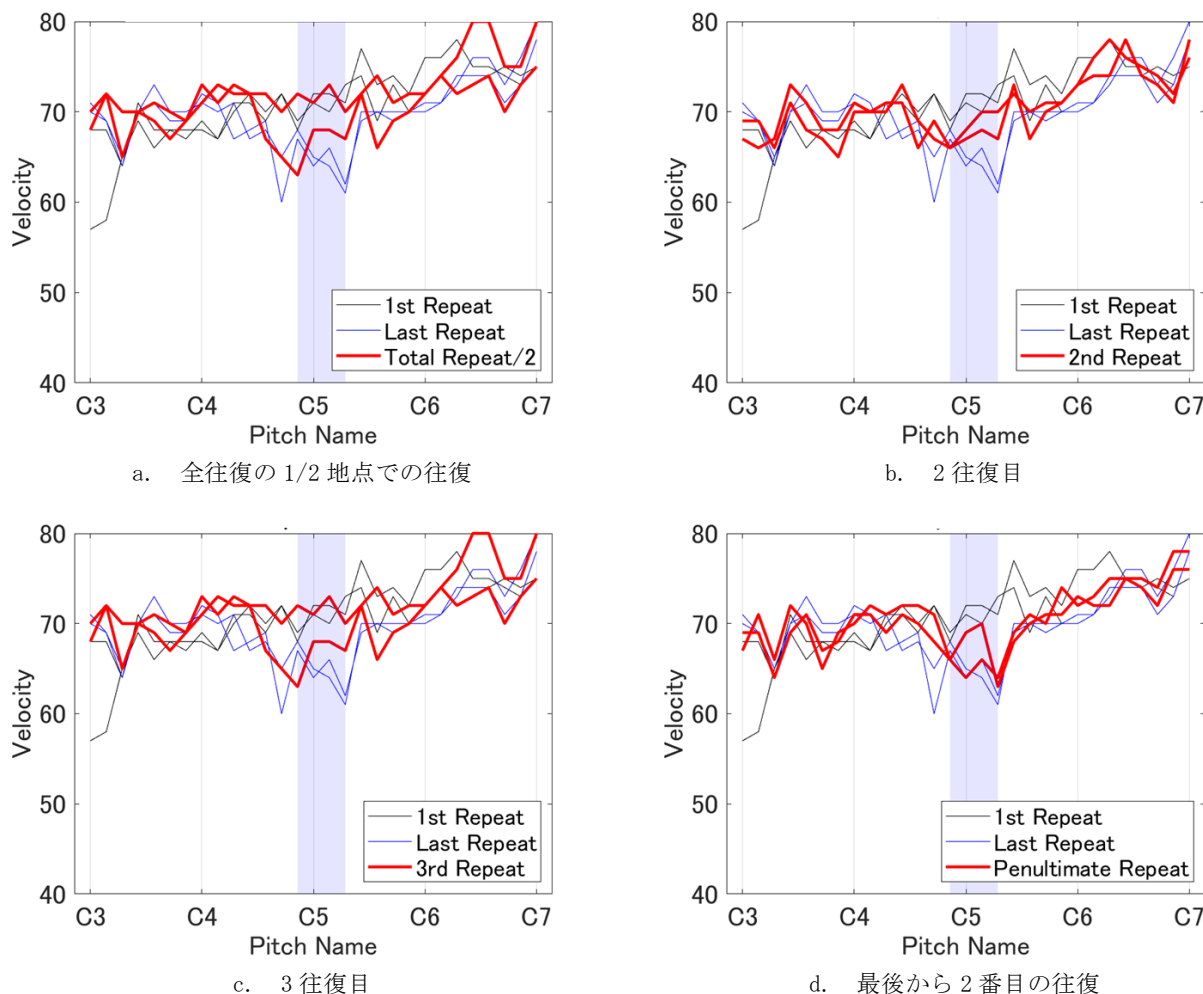 80
70
60
50
40
Velocity
C3 C4 C5 C6 C7
Pitch Name
1st Repeat
Last Repeat
Total Repeat/2
a. 全往復の 1/2 地点での往復
80
70
60
50
40
Velocity
C3 C4 C5 C6 C7
Pitch Name
1st Repeat
Last Repeat
2nd Repeat
b. 2 往復目
80
70
60
50
40
Velocity
C3 C4 C5 C6 C7
Pitch Name
1st Repeat
Last Repeat
3rd Repeat
c. 3 往復目
80
70
60
50
40
Velocity
C3 C4 C5 C6 C7
Pitch Name
1st Repeat
Last Repeat
Penultimate Repeat
d. 最後から 2 番目の往復